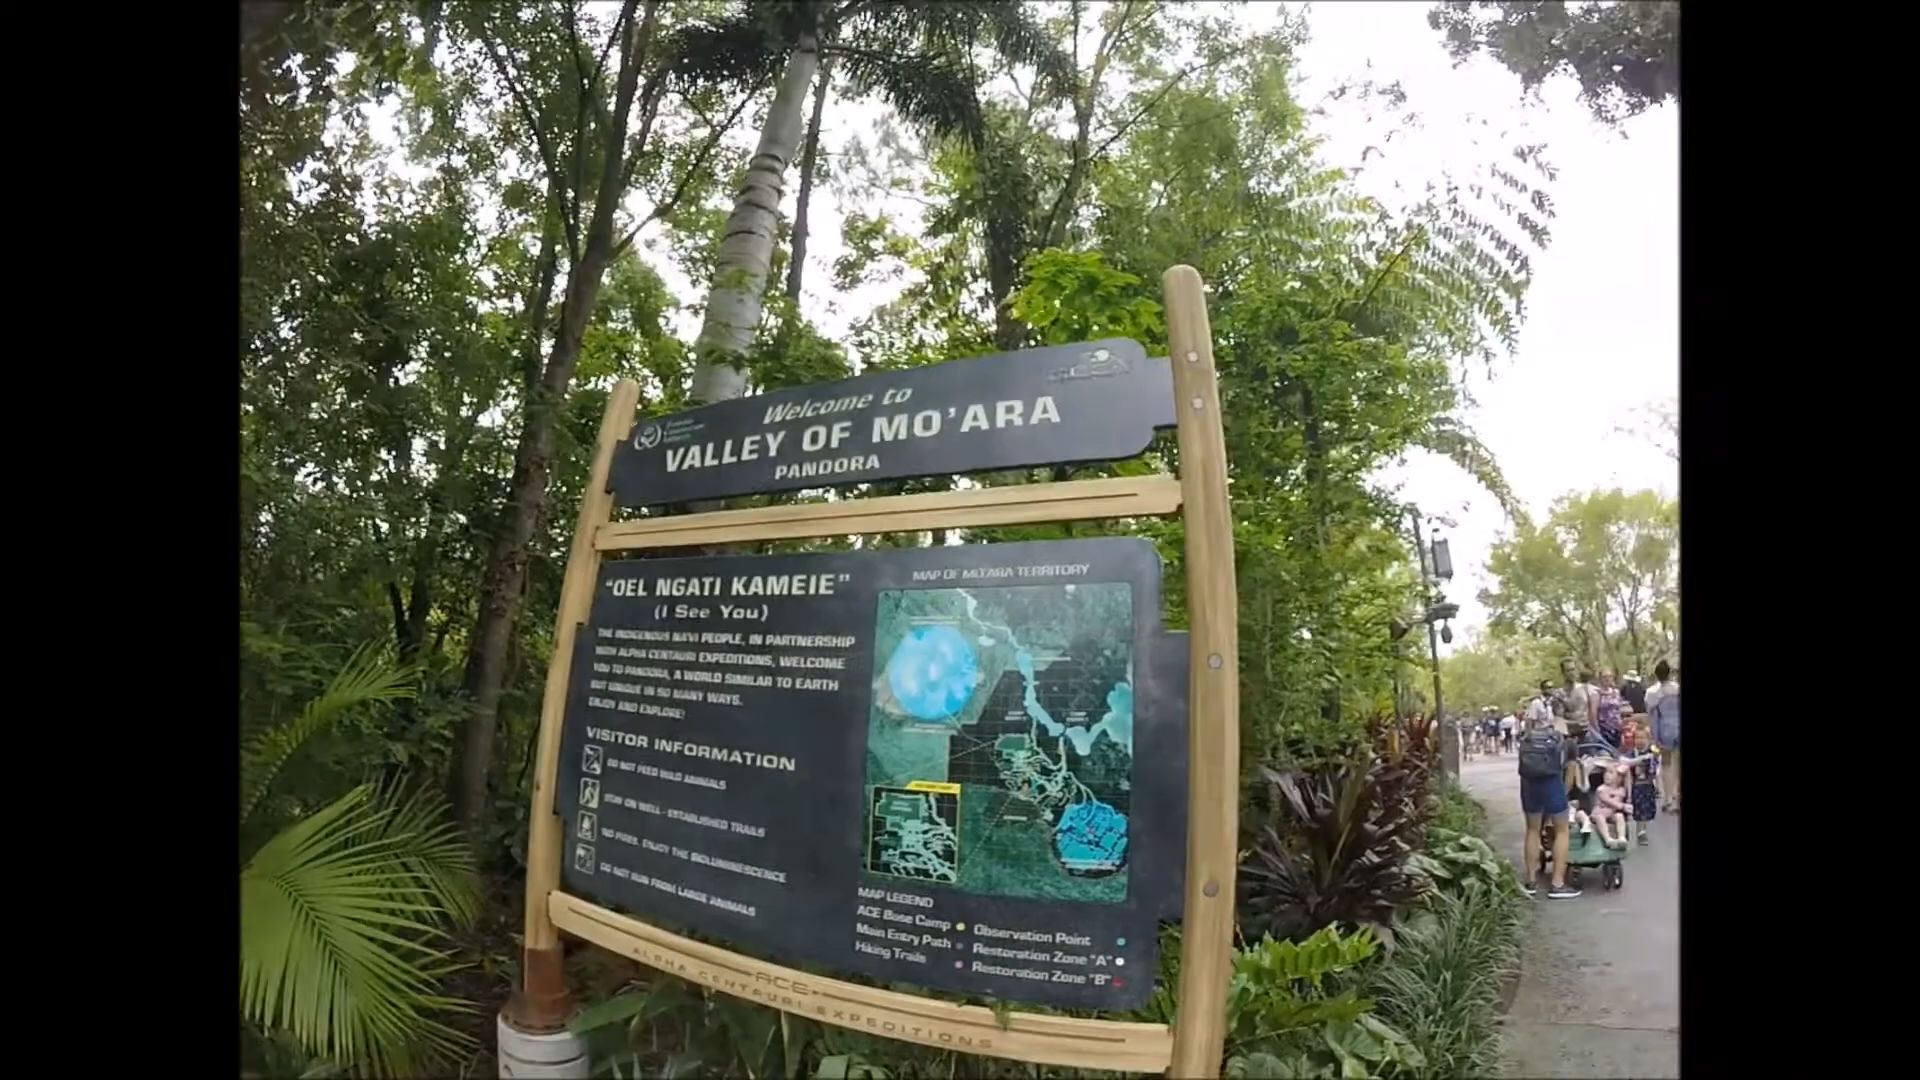 Welcome to
VALLEY OF MO'ARA
PANDORA
"OEL NGATI KAMEIE"
(I See You)
THE INDIGENOUS NA'VI PEOPLE, IN PARTNERSHIP
WITH ALPHA CENTAURI EXPEDITIONS, WELCOME
YOU TO PANDORA, A WORLD SIMILAR TO EARTH
BUT UNIQUE IN SO MANY WAYS.
ENJOY AND EXPLORE!
VISITOR INFORMATION
DO NOT FEED WILD ANIMALS
STAY ON WELL-ESTABLISHED TRAILS
NO FIRES. ENJOY THE BIOLUMINESCENCE
DO NOT RUN FROM LARGE ANIMALS
MAP OF MO'ARA TERRITORY
MAP LEGEND
ACE Base Camp
Main Entry Path
Hiking Trails
Observation Point
Restoration Zone "A"
Restoration Zone "B"
ACE
ALPHA CENTAURI EXPEDITIONS